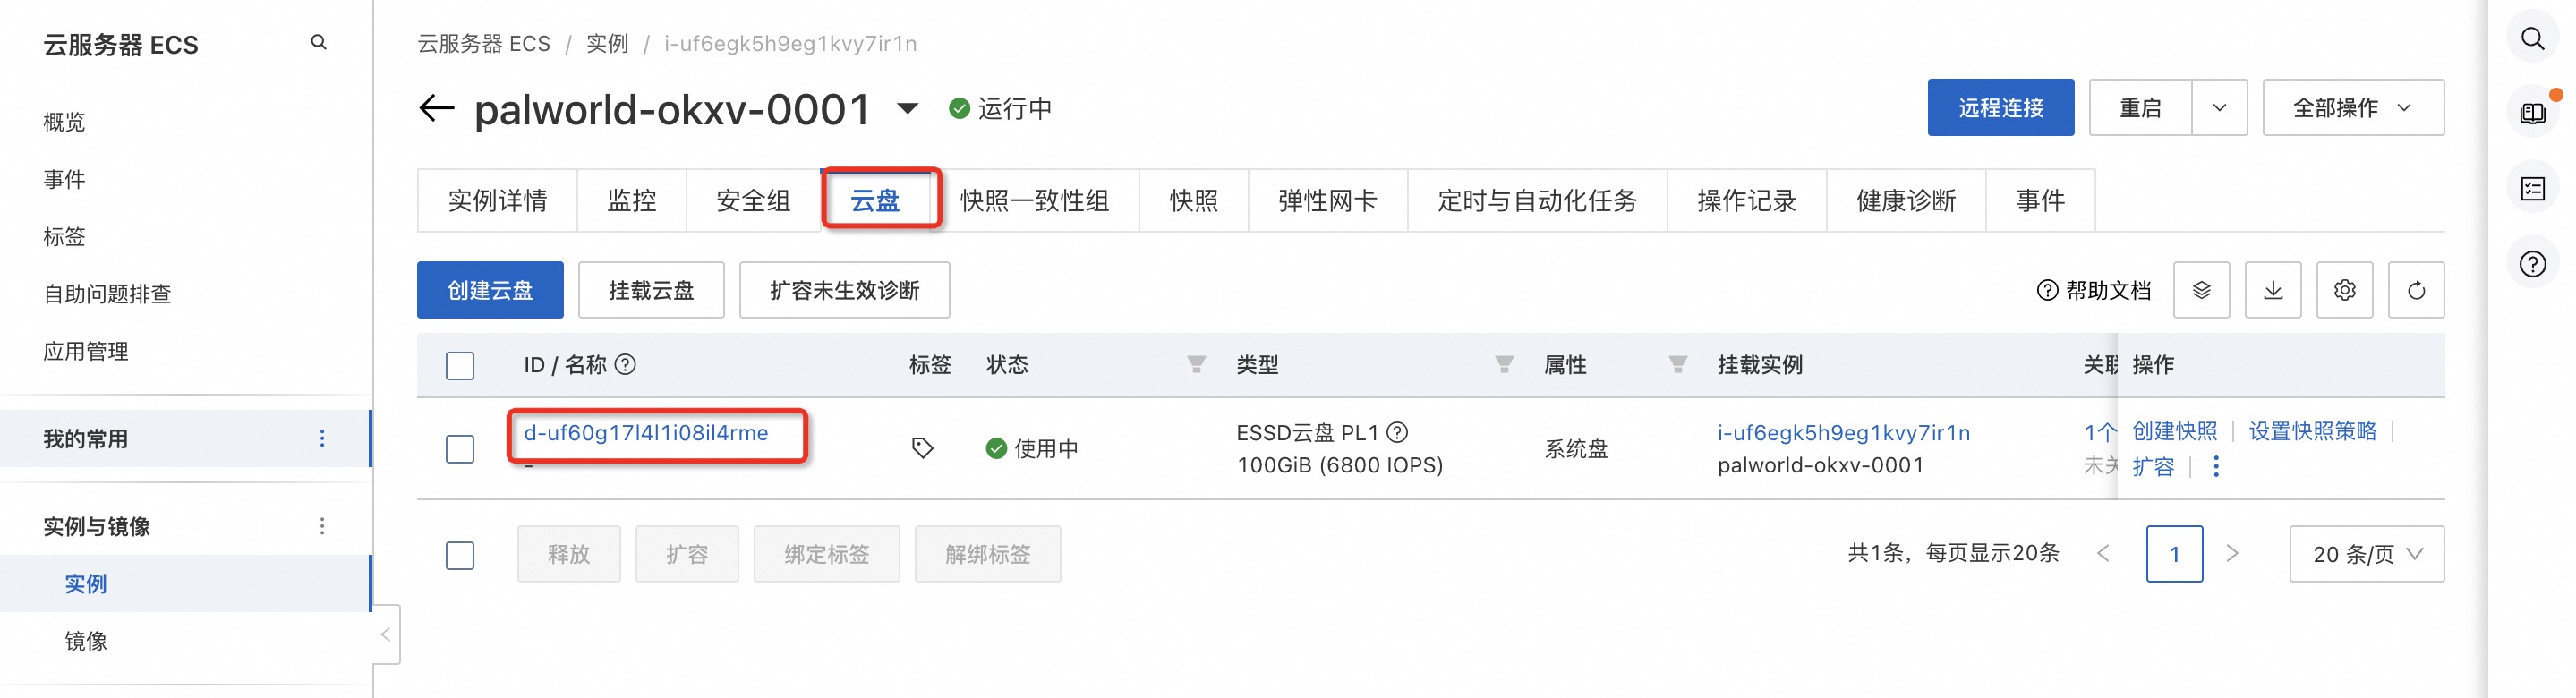 云服务器 ECS
概览
事件
标签
自助问题排查
应用管理
我的常用
实例与镜像
实例
镜像
云服务器 ECS / 实例 / i-uf6egk5h9eg1kvy7ir1n
palworld-okxv-0001 运行中
远程连接 重启 全部操作
实例详情 监控 安全组 云盘 快照一致性组 快照 弹性网卡 定时与自动化任务 操作记录 健康诊断 事件
创建云盘 挂载云盘 扩容未生效诊断 帮助文档
ID / 名称 标签 状态 类型 属性 挂载实例 关联 操作
d-uf60g17l4l1i08il4rme
-
使用中
ESSD云盘 PL1
100GiB (6800 IOPS)
系统盘
i-uf6egk5h9eg1kvy7ir1n
palworld-okxv-0001
1个
未关
创建快照 | 设置快照策略 |
扩容 |
释放 扩容 绑定标签 解绑标签
共1条，每页显示20条 < 1 > 20 条/页